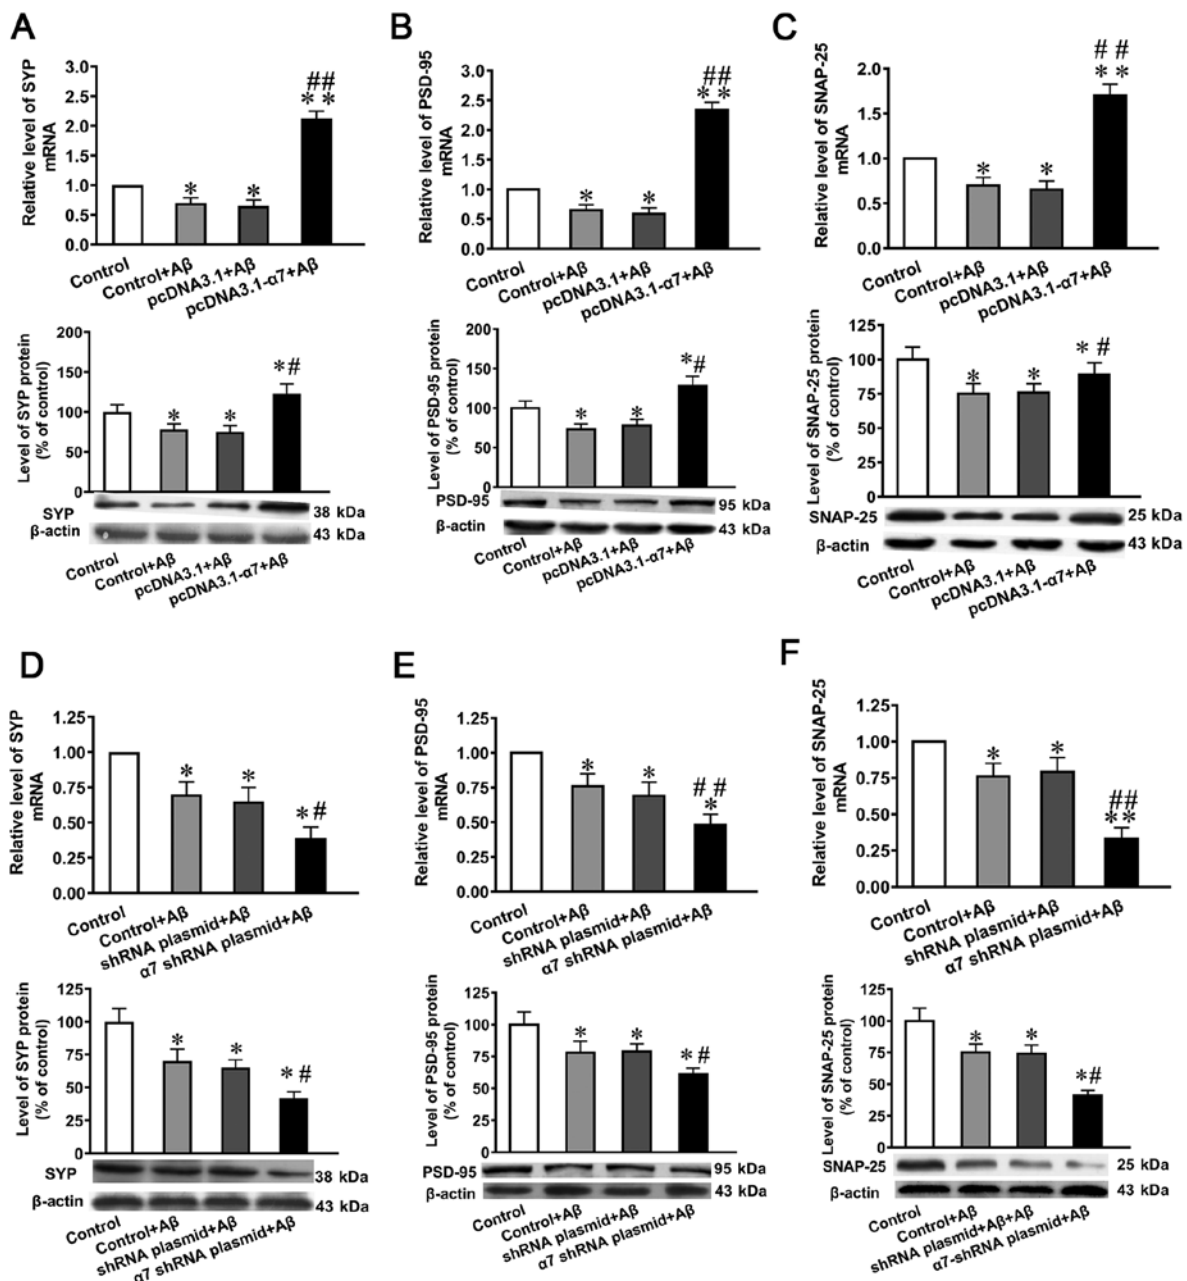 A
Relative level of SYP
mRNA
3.0
2.5
2.0
1.5
1.0
0.5
0.0
*
*
##
**
Control
Control+Aβ
pcDNA3.1+Aβ
pcDNA3.1-α7+Aβ
Level of SYP protein
(% of control)
200
150
100
50
0
*
*
*#
SYP
38 kDa
β-actin
43 kDa
Control
Control+Aβ
pcDNA3.1+Aβ
pcDNA3.1-α7+Aβ
B
Relative level of PSD-95
mRNA
3.0
2.5
2.0
1.5
1.0
0.5
0.0
*
*
##
**
Control
Control+Aβ
pcDNA3.1+Aβ
pcDNA3.1-α7+Aβ
Level of PSD-95 protein
(% of control)
200
150
100
50
0
*
*
*#
PSD-95
95 kDa
β-actin
43 kDa
Control
Control+Aβ
pcDNA3.1+Aβ
pcDNA3.1-α7+Aβ
C
Relative level of SNAP-25
mRNA
2.0
1.5
1.0
0.5
0.0
*
*
# #
* *
Control
Control+Aβ
pcDNA3.1+Aβ
pcDNA3.1-α7+Aβ
Level of SNAP-25 protein
(% of control)
125
100
75
50
25
0
*
*
* #
SNAP-25
25 kDa
β-actin
43 kDa
Control
Control+Aβ
pcDNA3.1+Aβ
pcDNA3.1-α7+Aβ
D
Relative level of SYP
mRNA
1.25
1.00
0.75
0.50
0.25
0.00
*
*
*#
Control
Control+Aβ
shRNA plasmid+Aβ
α7 shRNA plasmid+Aβ
Level of SYP protein
(% of control)
125
100
75
50
25
0
*
*
* #
SYP
38 kDa
β-actin
43 kDa
Control
Control+Aβ
shRNA plasmid+Aβ
α7 shRNA plasmid+Aβ
E
Relative level of PSD-95
mRNA
1.25
1.00
0.75
0.50
0.25
0.00
*
*
# #
*
Control
Control+Aβ
shRNA plasmid+Aβ
α7 shRNA plasmid+Aβ
Level of PSD-95 protein
(% of control)
125
100
75
50
25
0
*
*
* #
PSD-95
95 kDa
β-actin
43 kDa
Control
Control+Aβ
shRNA plasmid+Aβ
α7 shRNA plasmid+Aβ
F
Relative level of SNAP-25
mRNA
1.25
1.00
0.75
0.50
0.25
0.00
*
*
##
**
Control
Control+Aβ
shRNA plasmid+Aβ
α7 shRNA plasmid+Aβ
Level of SNAP-25 protein
(% of control)
125
100
75
50
25
0
*
*
*#
SNAP-25
25 kDa
β-actin
43 kDa
Control
Control+Aβ
shRNA plasmid+Aβ+Aβ
α7-shRNA plasmid+Aβ